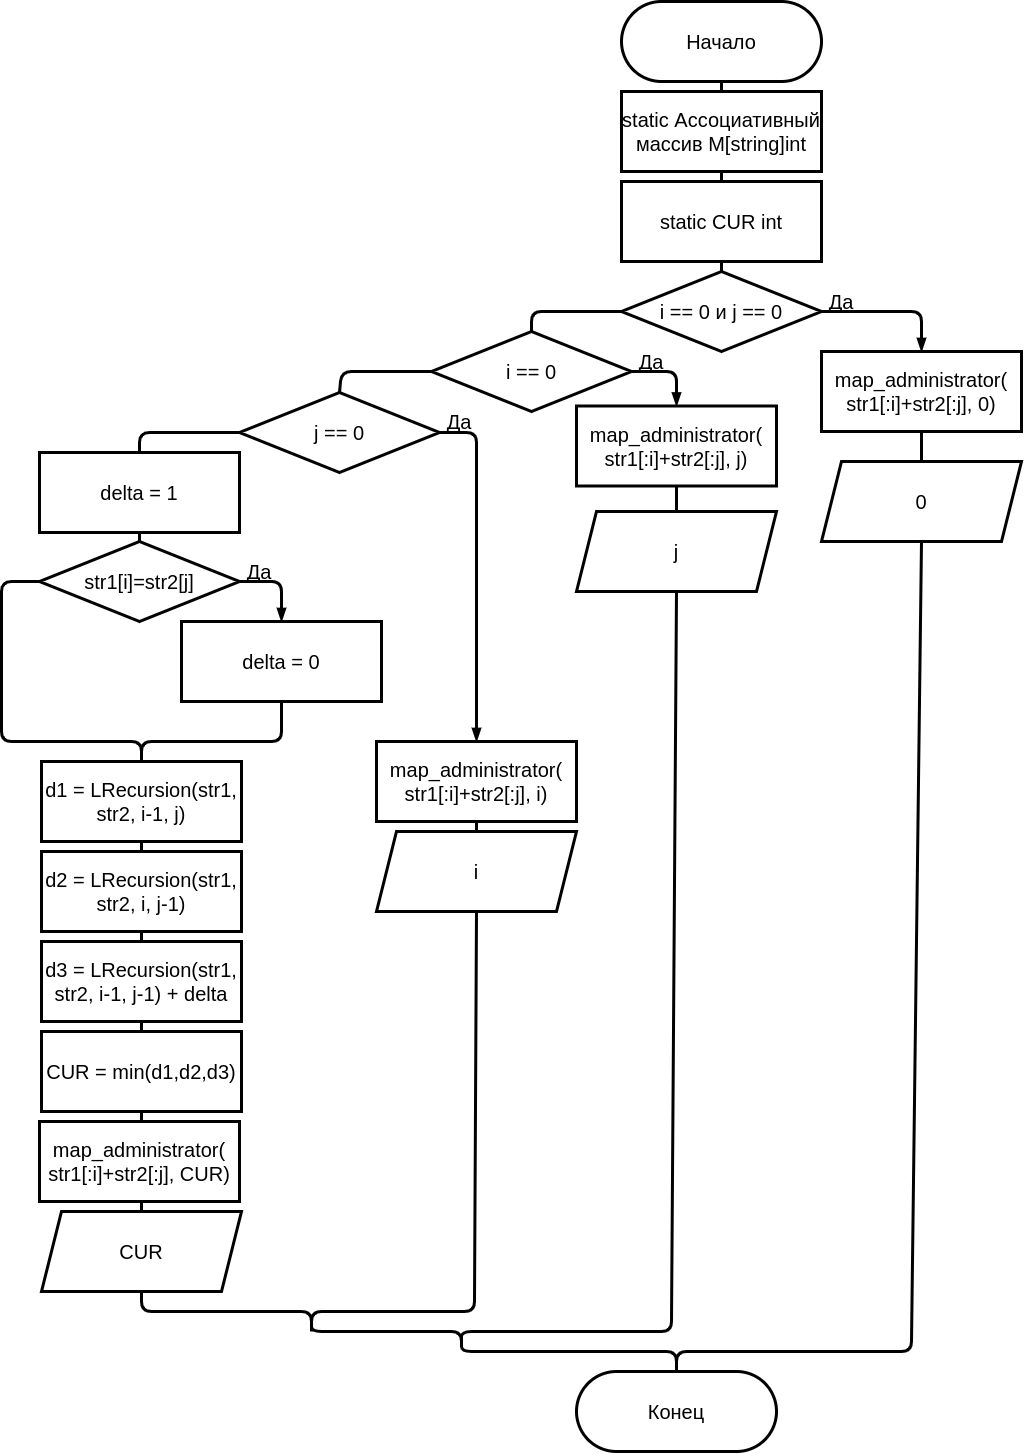 Начало
static Ассоциативный
массив M[string]int
static CUR int
i == 0 и j == 0
Да
map_administrator(
str1[:i]+str2[:j], 0)
0
i == 0
Да
map_administrator(
str1[:i]+str2[:j], j)
j
j == 0
Да
map_administrator(
str1[:i]+str2[:j], i)
i
delta = 1
str1[i]=str2[j]
Да
delta = 0
d1 = LRecursion(str1,
str2, i-1, j)
d2 = LRecursion(str1,
str2, i, j-1)
d3 = LRecursion(str1,
str2, i-1, j-1) + delta
CUR = min(d1,d2,d3)
map_administrator(
str1[:i]+str2[:j], CUR)
CUR
Конец